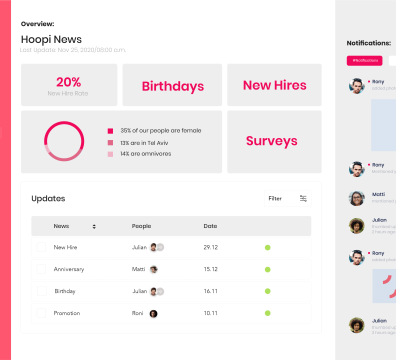 Overview:
Hoopi News
Last Update: Nov 25, 2020/08:00 a.m
20%
New Hire Rate
Birthdays
New Hires
35% of our people are female
13% are in Tel Aviv
14% are omnivores
Surveys
Updates
Filter
News People Date
New Hire Julian 29.12
Anniversary Matti 15.12
Birthday Julian 16.11
Promotion Roni 10.11
Notifications:
#Notifications
Rony
Rony
Matti
Julian
Rony
Julian